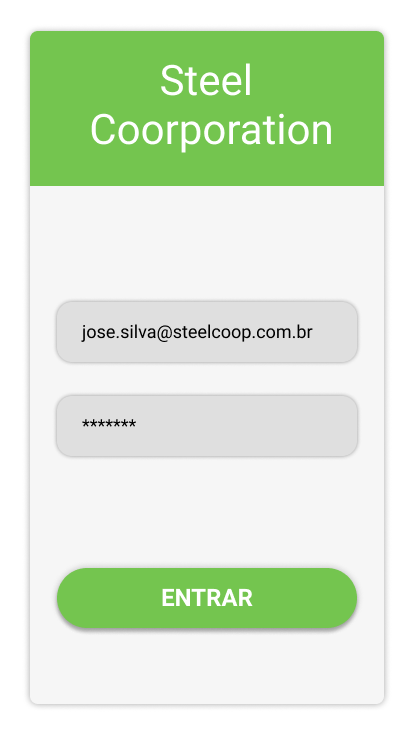 Steel
Coorporation
jose.silva@steelcoop.com.br
*******
ENTRAR